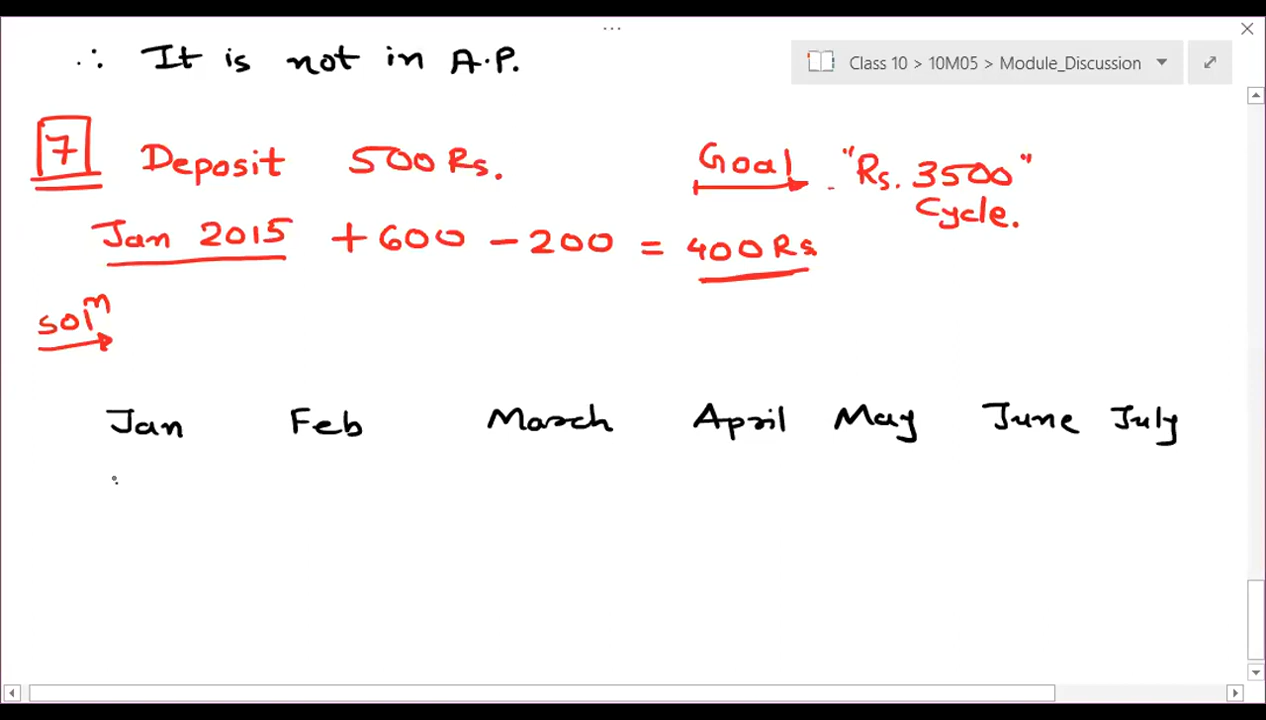 ∴ It is not in A.P.
Class 10 > 10M05 > Module_Discussion
7 Deposit 500 Rs. Goal "Rs. 3500"
Cycle.
Jan 2015 + 600 - 200 = 400 Rs
solⁿ
Jan Feb March April May June July